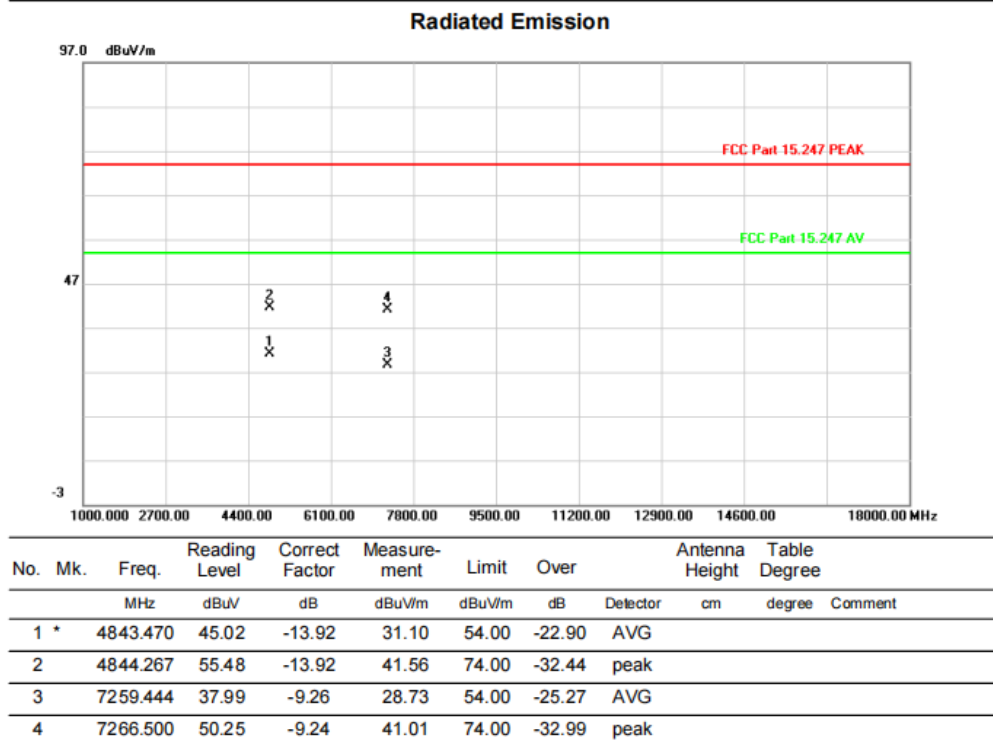 Radiated Emission
97.0 dBuV/m
FCC Part 15.247 PEAK
FCC Part 15.247 AV
47
2
4
1
3
-3
1000.000 2700.00 4400.00 6100.00 7800.00 9500.00 11200.00 12900.00 14600.00 18000.00 MHz
No. Mk. Freq. Reading Level Correct Factor Measure-ment Limit Over Antenna Height Table Degree
MHz dBuV dB dBuV/m dBuV/m dB Detector cm degree Comment
1 * 4843.470 45.02 -13.92 31.10 54.00 -22.90 AVG
2 4844.267 55.48 -13.92 41.56 74.00 -32.44 peak
3 7259.444 37.99 -9.26 28.73 54.00 -25.27 AVG
4 7266.500 50.25 -9.24 41.01 74.00 -32.99 peak